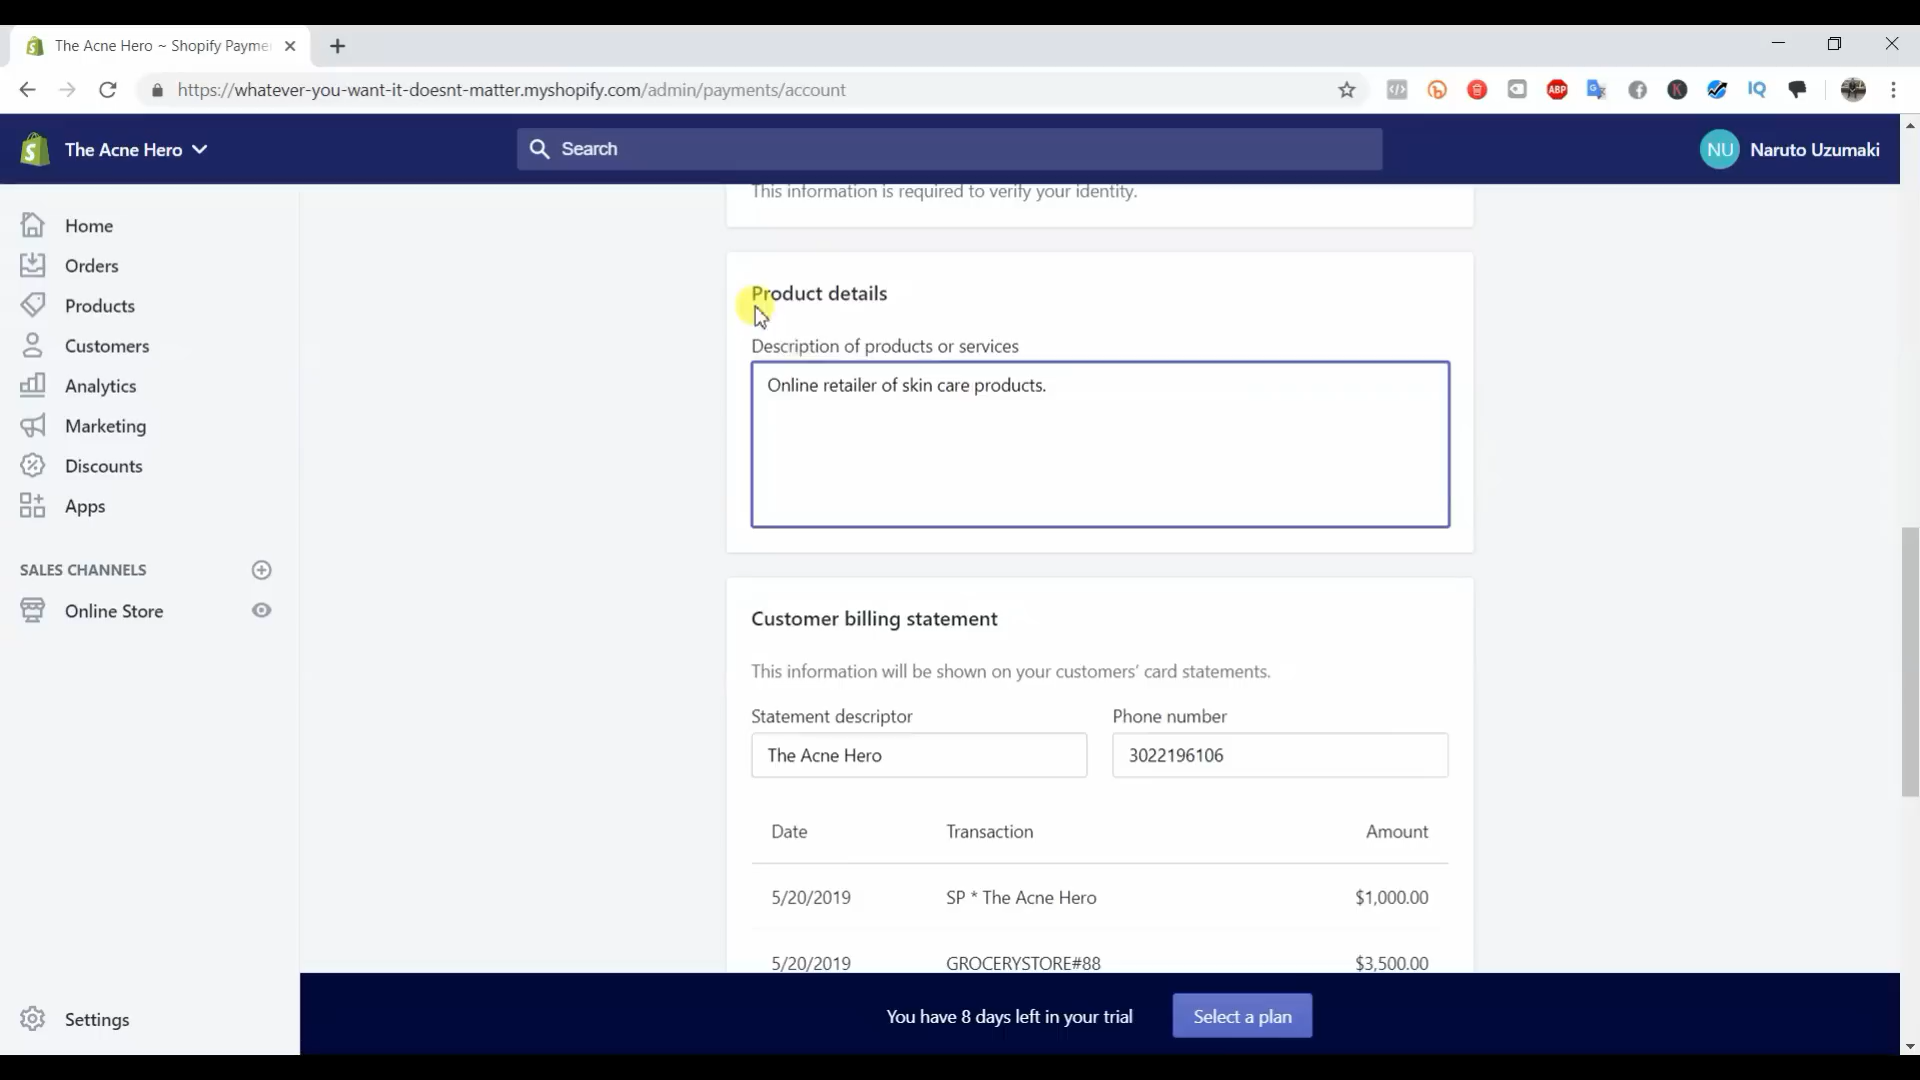 The Acne Hero ~ Shopify Payme
https://whatever-you-want-it-doesnt-matter.myshopify.com/admin/payments/account
ABP
IQ
The Acne Hero
Search
NU
Naruto Uzumaki
Home
Orders
Products
Customers
Analytics
Marketing
Discounts
Apps
SALES CHANNELS
Online Store
Settings
This information is required to verify your identity.
Product details
Description of products or services
Online retailer of skin care products.
Customer billing statement
This information will be shown on your customers' card statements.
Statement descriptor Phone number
The Acne Hero 3022196106
Date Transaction Amount
5/20/2019 SP * The Acne Hero $1,000.00
5/20/2019 GROCERYSTORE#88 $3,500.00
You have 8 days left in your trial
Select a plan